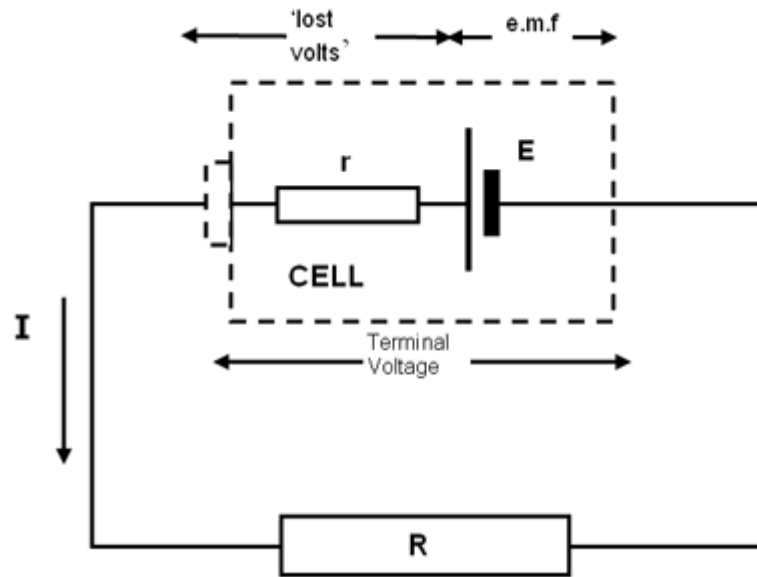 ‘lost
volts’
e.m.f
r
E
CELL
I
Terminal
Voltage
R